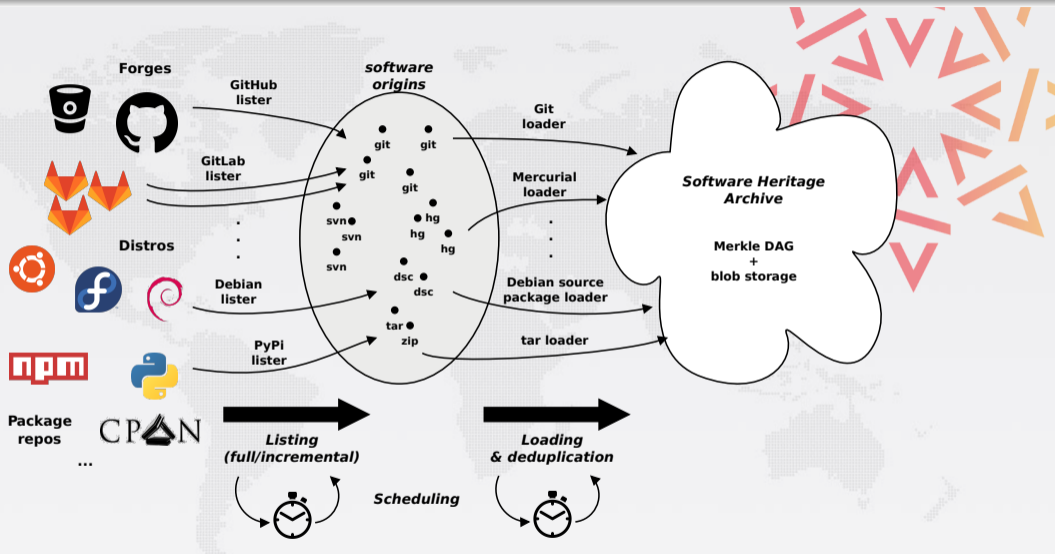 Forges
GitHub
lister
GitLab
lister
.
.
.
Distros
Debian
lister
PyPi
lister
npm
Package
repos
CPAN
...
software
origins
git
git
git
git
svn
svn
svn
hg
hg
hg
dsc
dsc
tar
zip
Git
loader
Mercurial
loader
.
.
.
Debian source
package loader
tar loader
Software Heritage
Archive
Merkle DAG
+
blob storage
Listing
(full/incremental)
Scheduling
Loading
& deduplication